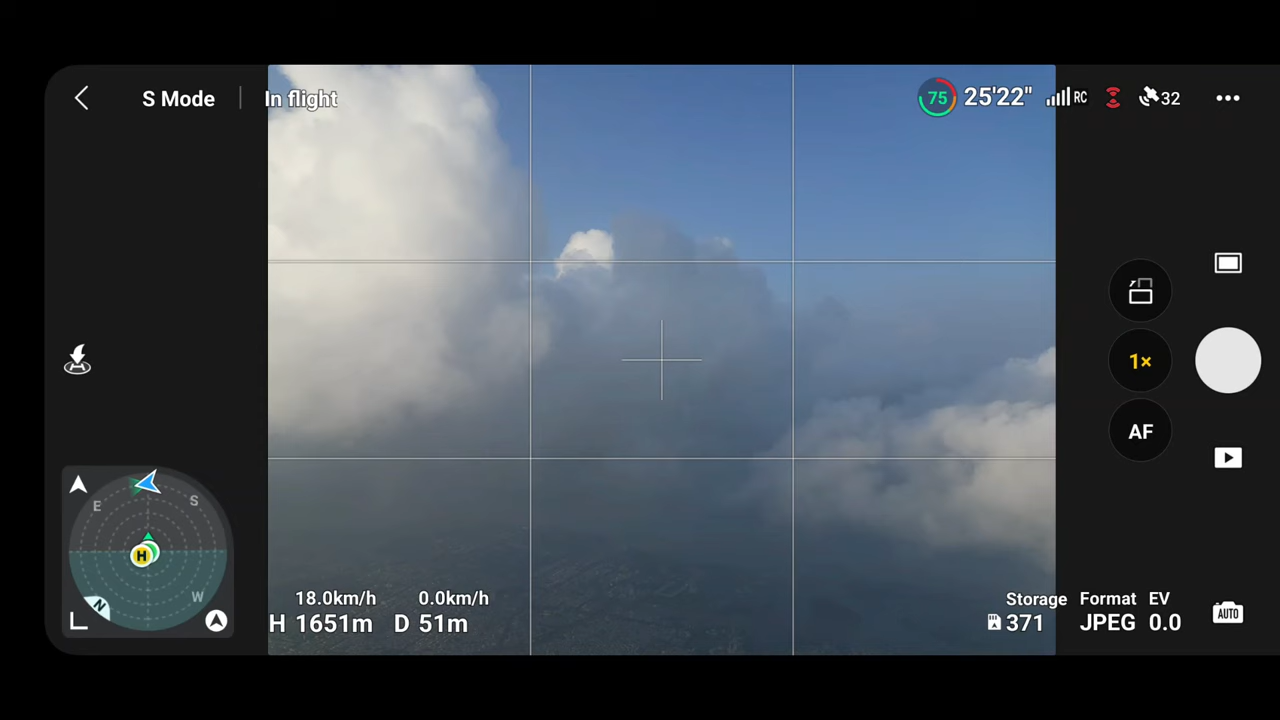 S Mode
In flight
75
25'22"
RC
32
1×
AF
E
S
H
N
W
18.0km/h
0.0km/h
H 1651m
D 51m
Storage
Format
EV
371
JPEG
0.0
AUTO